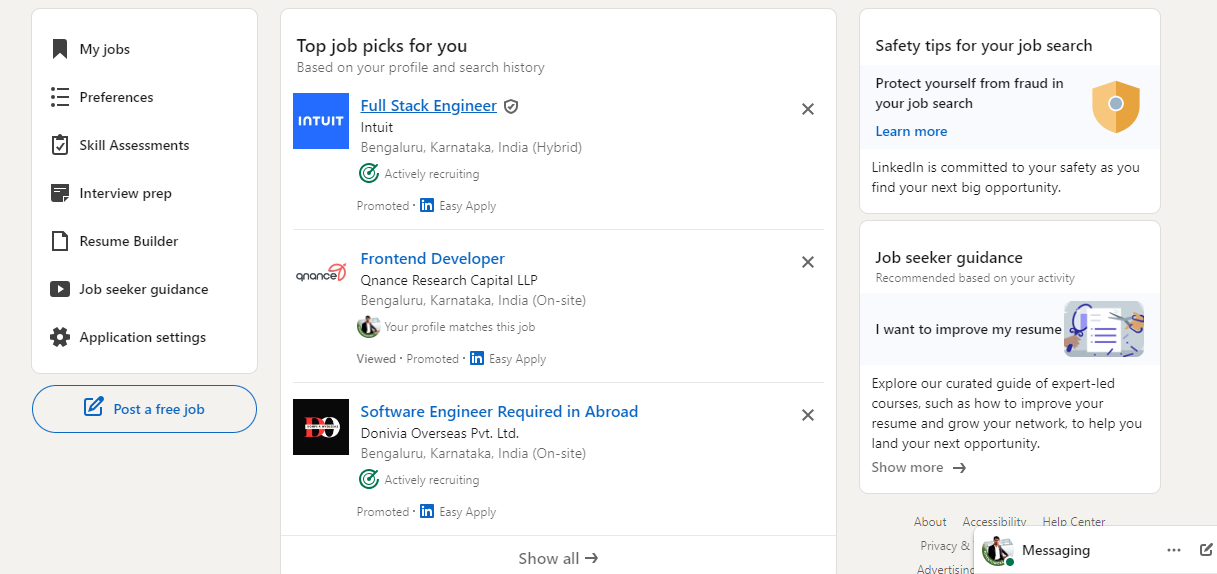 My jobs
Preferences
Skill Assessments
Interview prep
Resume Builder
Job seeker guidance
Application settings
Post a free job
Top job picks for you
Based on your profile and search history
INTUIT
Full Stack Engineer
Intuit
Bengaluru, Karnataka, India (Hybrid)
Actively recruiting
Promoted · in Easy Apply
qnance
Frontend Developer
Qnance Research Capital LLP
Bengaluru, Karnataka, India (On-site)
Your profile matches this job
Viewed · Promoted · in Easy Apply
DO
Software Engineer Required in Abroad
Donivia Overseas Pvt. Ltd.
Bengaluru, Karnataka, India (On-site)
Actively recruiting
Promoted · in Easy Apply
Show all →
Safety tips for your job search
Protect yourself from fraud in
your job search
Learn more
LinkedIn is committed to your safety as you
find your next big opportunity.
Job seeker guidance
Recommended based on your activity
I want to improve my resume
Explore our curated guide of expert-led
courses, such as how to improve your
resume and grow your network, to help you
land your next opportunity.
Show more →
About Accessibility Help Center
Privacy &
Advertising
Messaging